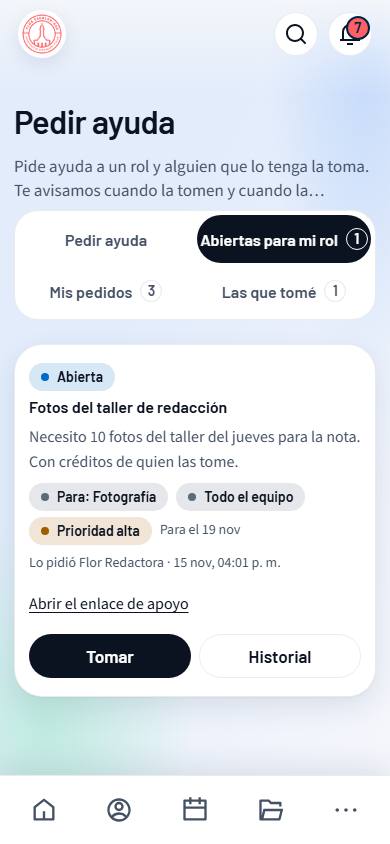 7
Pedir ayuda
Pide ayuda a un rol y alguien que lo tenga la toma.
Te avisamos cuando la tomen y cuando la…
Pedir ayuda
Abiertas para mi rol 1
Mis pedidos 3
Las que tomé 1
Abierta
Fotos del taller de redacción
Necesito 10 fotos del taller del jueves para la nota.
Con créditos de quien las tome.
Para: Fotografía
Todo el equipo
Prioridad alta
Para el 19 nov
Lo pidió Flor Redactora · 15 nov, 04:01 p. m.
Abrir el enlace de apoyo
Tomar
Historial